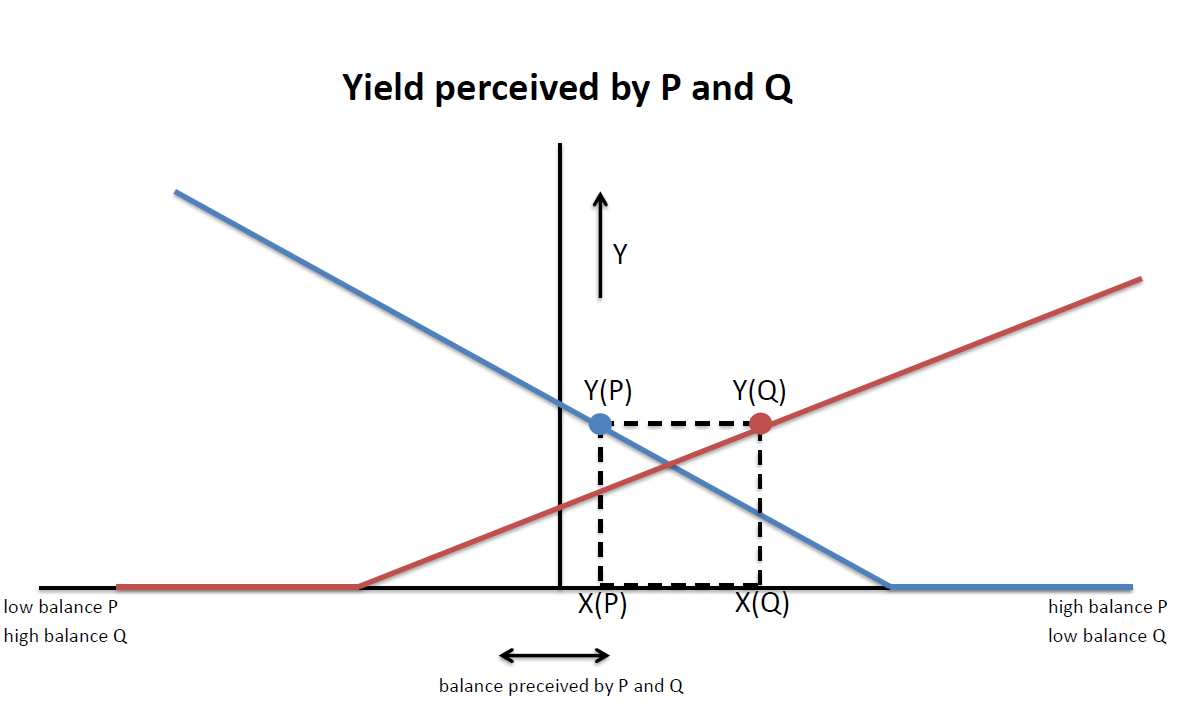 Yield perceived by P and Q
Y
Y(P)
Y(Q)
X(P)
X(Q)
low balance P
high balance Q
high balance P
low balance Q
balance preceived by P and Q